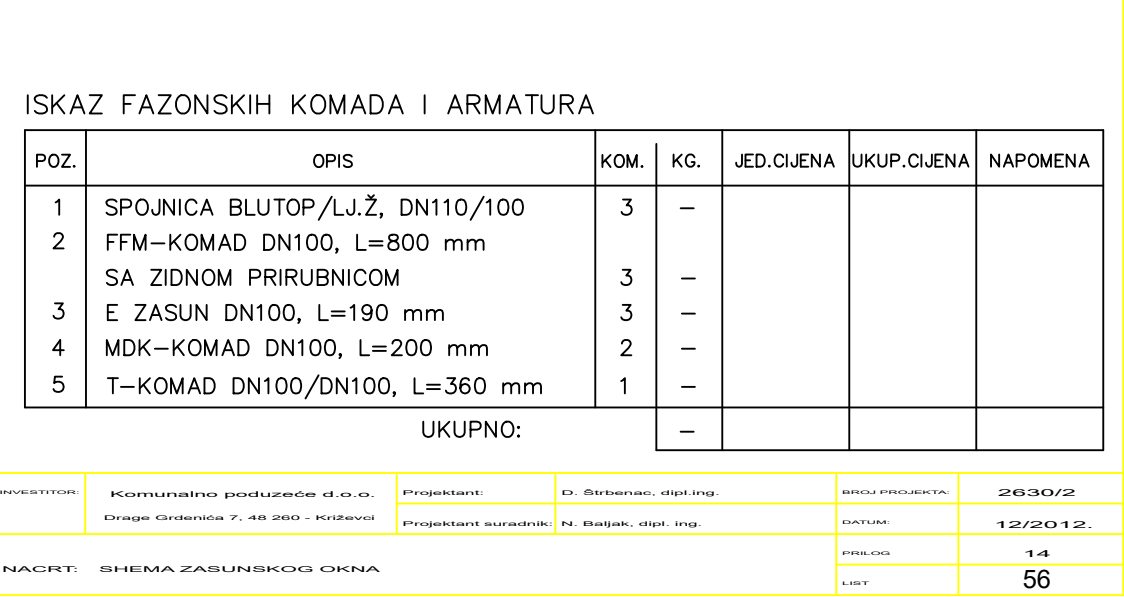 ISKAZ FAZONSKIH KOMADA I ARMATURA
POZ. OPIS KOM. KG. JED.CIJENA UKUP.CIJENA NAPOMENA
1 SPOJNICA BLUTOP/LJ.Ž, DN110/100 3 –
2 FFM–KOMAD DN100, L=800 mm
SA ZIDNOM PRIRUBNICOM 3 –
3 E ZASUN DN100, L=190 mm 3 –
4 MDK–KOMAD DN100, L=200 mm 2 –
5 T–KOMAD DN100/DN100, L=360 mm 1 –
UKUPNO: –
INVESTITOR: Komunalno poduzeće d.o.o. Projektant: D. Štrbenac, dipl.ing. BROJ PROJEKTA: 2630/2
Drage Grdenića 7, 48 260 - Križevci Projektant suradnik: N. Baljak, dipl. ing. DATUM: 12/2012.
PRILOG 14
NACRT: SHEMA ZASUNSKOG OKNA
LIST 56